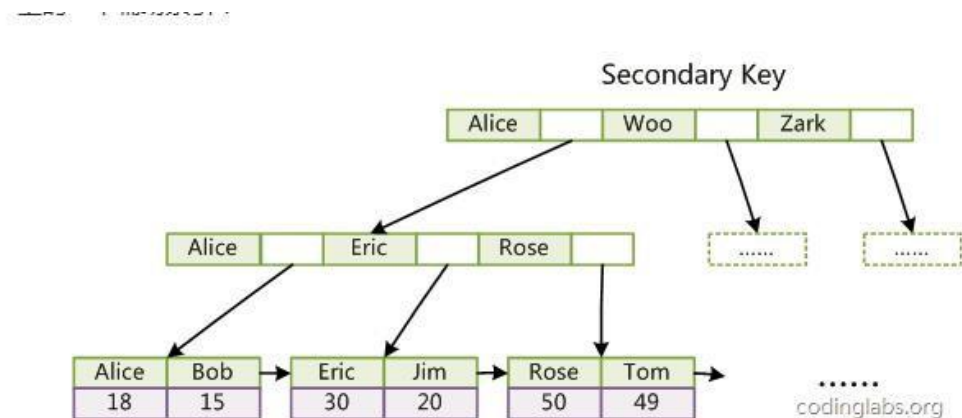 Secondary Key
Alice Woo Zark
Alice Eric Rose
...... ......
Alice Bob Eric Jim Rose Tom
18 15 30 20 50 49
......
codinglabs.org